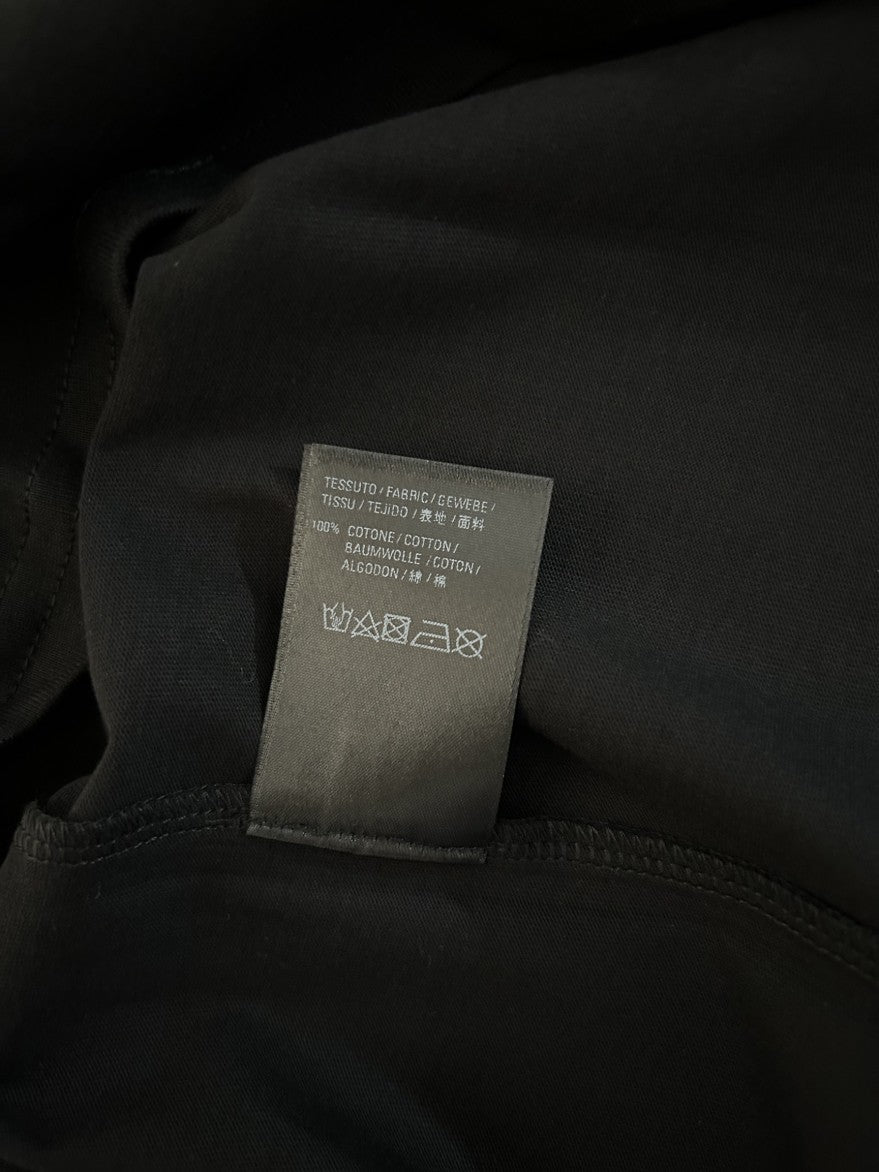 TESSUTO / FABRIC / GEWEBE /
TISSU / TEJIDO / 表地 / 面料
100% COTONE / COTTON /
BAUMWOLLE / COTON /
ALGODON / 綿 / 棉